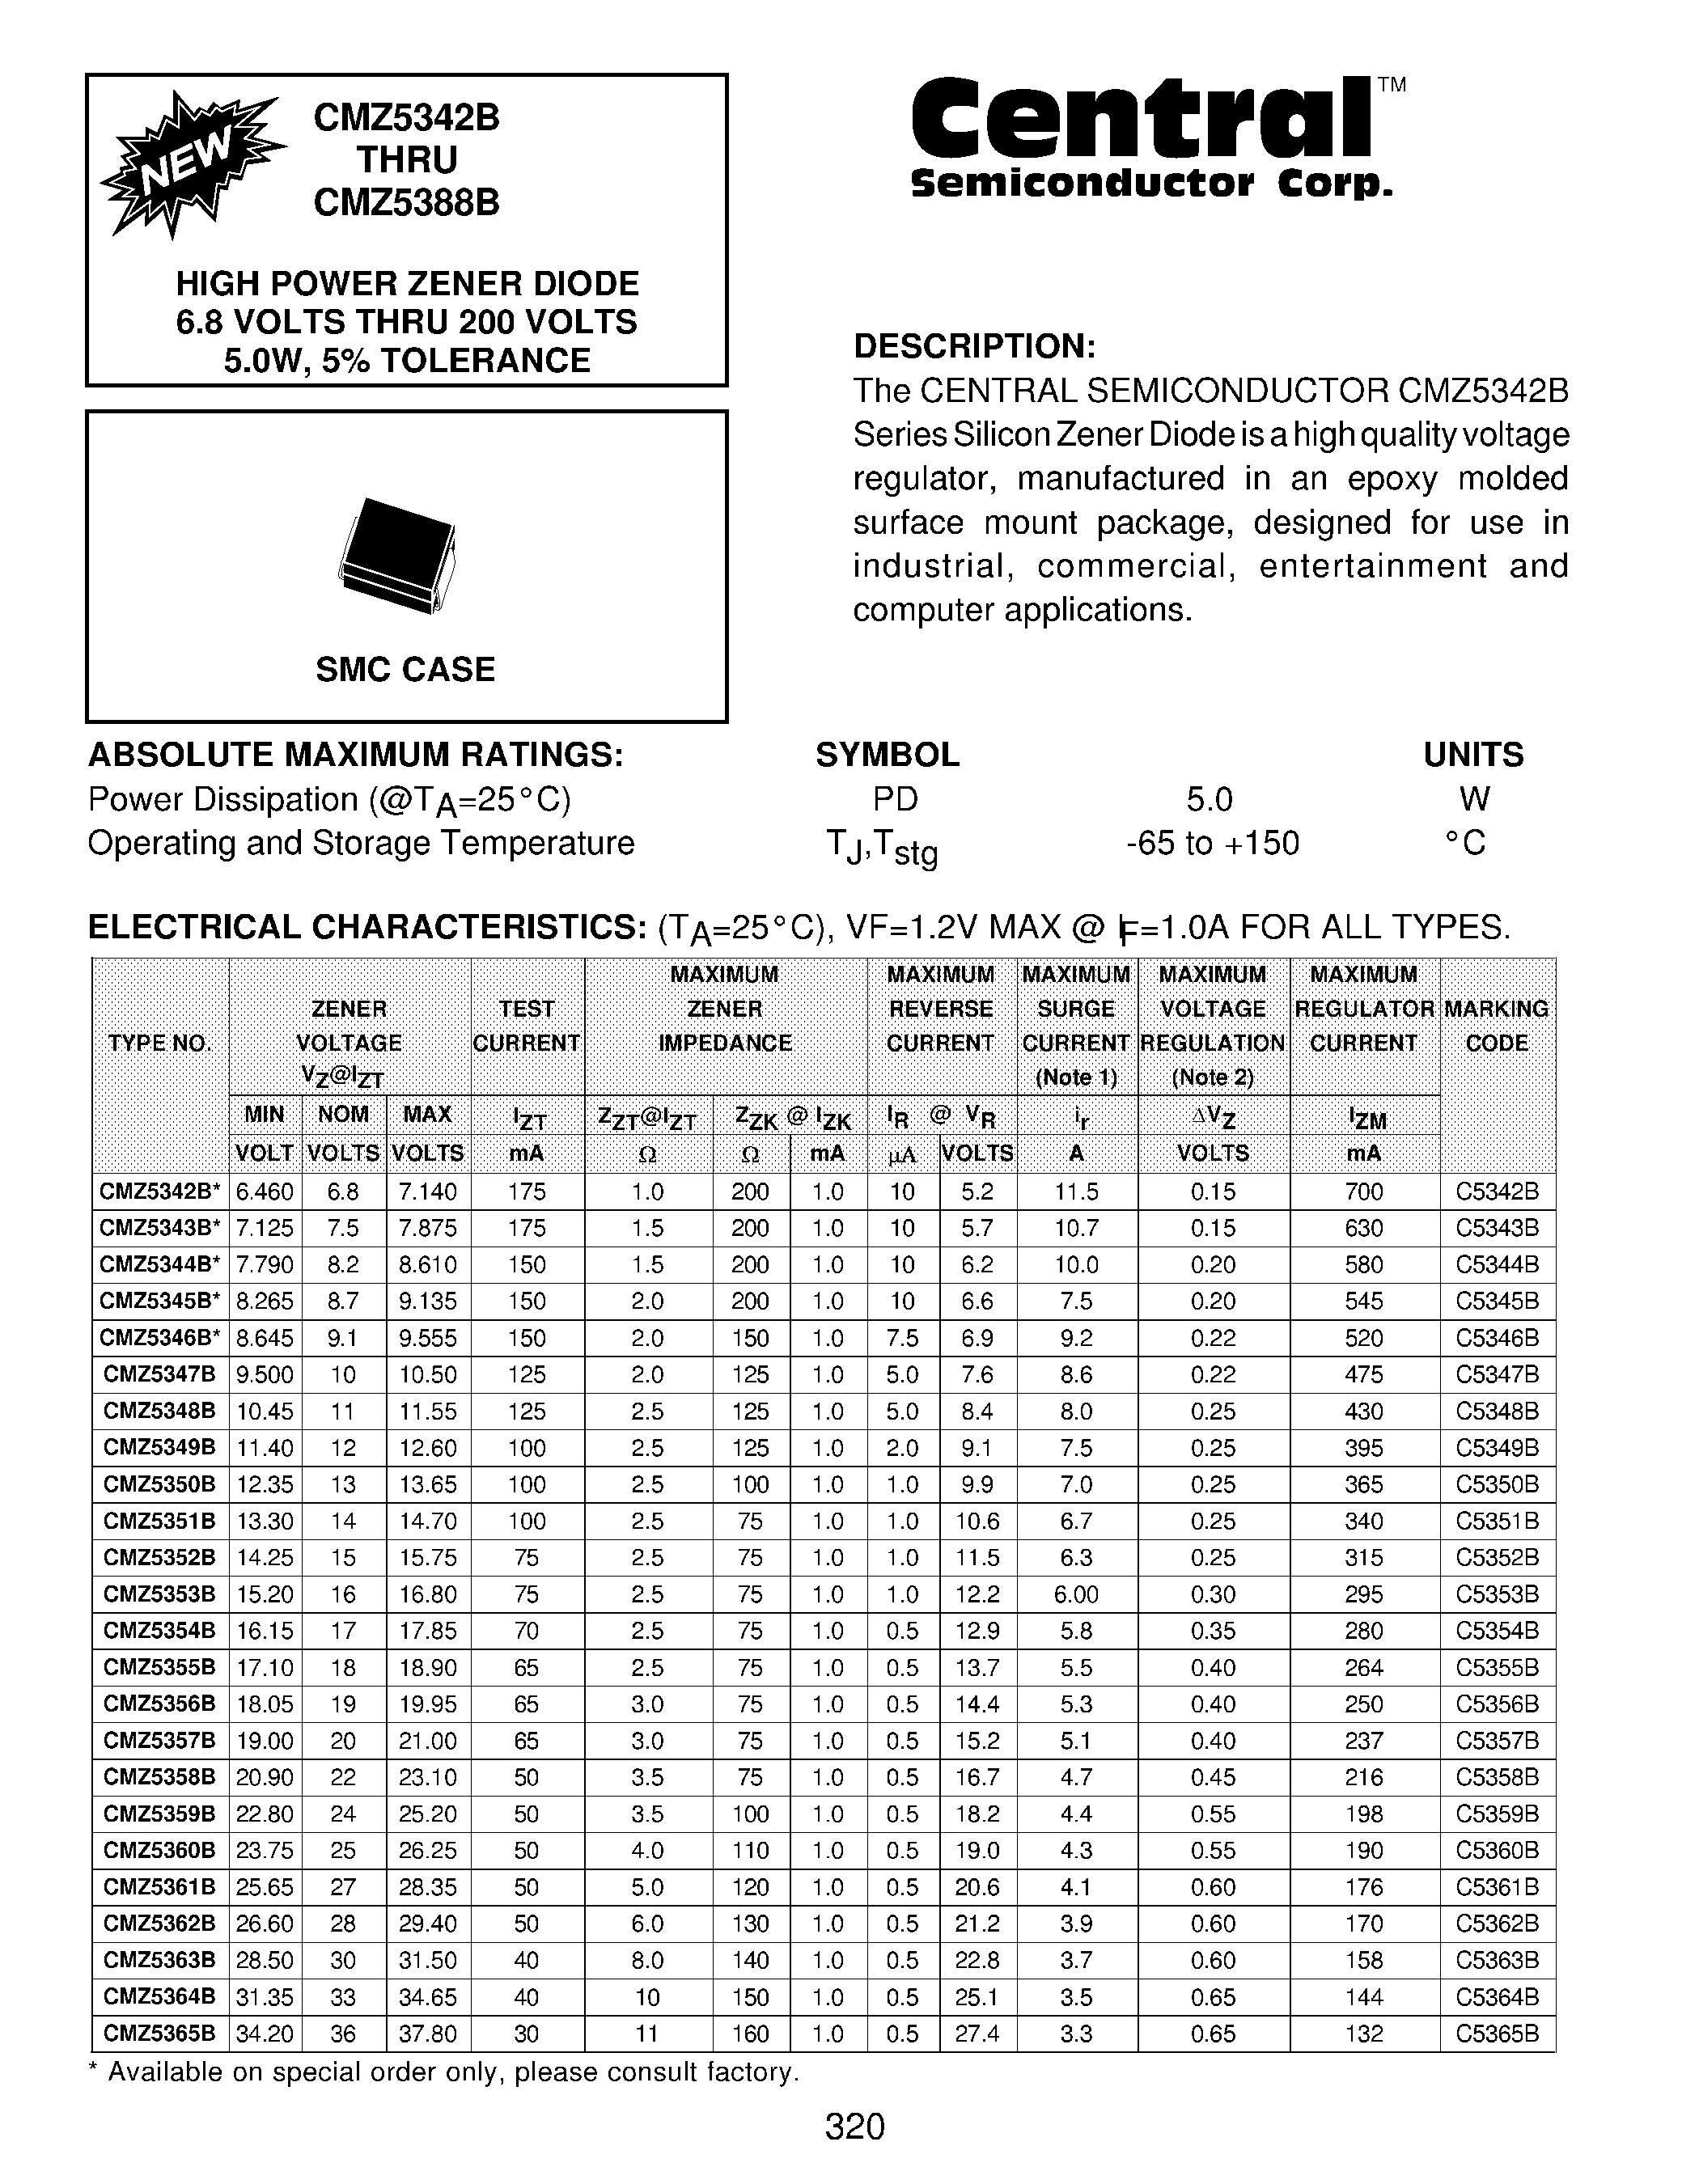 NEW
CMZ5342B
THRU
CMZ5388B
HIGH POWER ZENER DIODE
6.8 VOLTS THRU 200 VOLTS
5.0W, 5% TOLERANCE
Central™
Semiconductor Corp.
SMC CASE
DESCRIPTION:
The CENTRAL SEMICONDUCTOR CMZ5342B
Series Silicon Zener Diode is a high quality voltage
regulator, manufactured in an epoxy molded
surface mount package, designed for use in
industrial, commercial, entertainment and
computer applications.
ABSOLUTE MAXIMUM RATINGS: SYMBOL UNITS
Power Dissipation (@TA=25°C) PD 5.0 W
Operating and Storage Temperature TJ,Tstg -65 to +150 °C
ELECTRICAL CHARACTERISTICS: (TA=25°C), VF=1.2V MAX @ IF=1.0A FOR ALL TYPES.
MAXIMUM MAXIMUM MAXIMUM MAXIMUM MAXIMUM
ZENER TEST ZENER REVERSE SURGE VOLTAGE REGULATOR MARKING
TYPE NO. VOLTAGE CURRENT IMPEDANCE CURRENT CURRENT REGULATION CURRENT CODE
VZ@IZT (Note 1) (Note 2)
MIN NOM MAX IZT ZZT@IZT ZZK @ IZK IR @ VR ir ΔVZ IZM
VOLT VOLTS VOLTS mA Ω Ω mA µA VOLTS A VOLTS mA
CMZ5342B* 6.460 6.8 7.140 175 1.0 200 1.0 10 5.2 11.5 0.15 700 C5342B
CMZ5343B* 7.125 7.5 7.875 175 1.5 200 1.0 10 5.7 10.7 0.15 630 C5343B
CMZ5344B* 7.790 8.2 8.610 150 1.5 200 1.0 10 6.2 10.0 0.20 580 C5344B
CMZ5345B* 8.265 8.7 9.135 150 2.0 200 1.0 10 6.6 7.5 0.20 545 C5345B
CMZ5346B* 8.645 9.1 9.555 150 2.0 150 1.0 7.5 6.9 9.2 0.22 520 C5346B
CMZ5347B 9.500 10 10.50 125 2.0 125 1.0 5.0 7.6 8.6 0.22 475 C5347B
CMZ5348B 10.45 11 11.55 125 2.5 125 1.0 5.0 8.4 8.0 0.25 430 C5348B
CMZ5349B 11.40 12 12.60 100 2.5 125 1.0 2.0 9.1 7.5 0.25 395 C5349B
CMZ5350B 12.35 13 13.65 100 2.5 100 1.0 1.0 9.9 7.0 0.25 365 C5350B
CMZ5351B 13.30 14 14.70 100 2.5 75 1.0 1.0 10.6 6.7 0.25 340 C5351B
CMZ5352B 14.25 15 15.75 75 2.5 75 1.0 1.0 11.5 6.3 0.25 315 C5352B
CMZ5353B 15.20 16 16.80 75 2.5 75 1.0 1.0 12.2 6.00 0.30 295 C5353B
CMZ5354B 16.15 17 17.85 70 2.5 75 1.0 0.5 12.9 5.8 0.35 280 C5354B
CMZ5355B 17.10 18 18.90 65 2.5 75 1.0 0.5 13.7 5.5 0.40 264 C5355B
CMZ5356B 18.05 19 19.95 65 3.0 75 1.0 0.5 14.4 5.3 0.40 250 C5356B
CMZ5357B 19.00 20 21.00 65 3.0 75 1.0 0.5 15.2 5.1 0.40 237 C5357B
CMZ5358B 20.90 22 23.10 50 3.5 75 1.0 0.5 16.7 4.7 0.45 216 C5358B
CMZ5359B 22.80 24 25.20 50 3.5 100 1.0 0.5 18.2 4.4 0.55 198 C5359B
CMZ5360B 23.75 25 26.25 50 4.0 110 1.0 0.5 19.0 4.3 0.55 190 C5360B
CMZ5361B 25.65 27 28.35 50 5.0 120 1.0 0.5 20.6 4.1 0.60 176 C5361B
CMZ5362B 26.60 28 29.40 50 6.0 130 1.0 0.5 21.2 3.9 0.60 170 C5362B
CMZ5363B 28.50 30 31.50 40 8.0 140 1.0 0.5 22.8 3.7 0.60 158 C5363B
CMZ5364B 31.35 33 34.65 40 10 150 1.0 0.5 25.1 3.5 0.65 144 C5364B
CMZ5365B 34.20 36 37.80 30 11 160 1.0 0.5 27.4 3.3 0.65 132 C5365B
* Available on special order only, please consult factory.
320